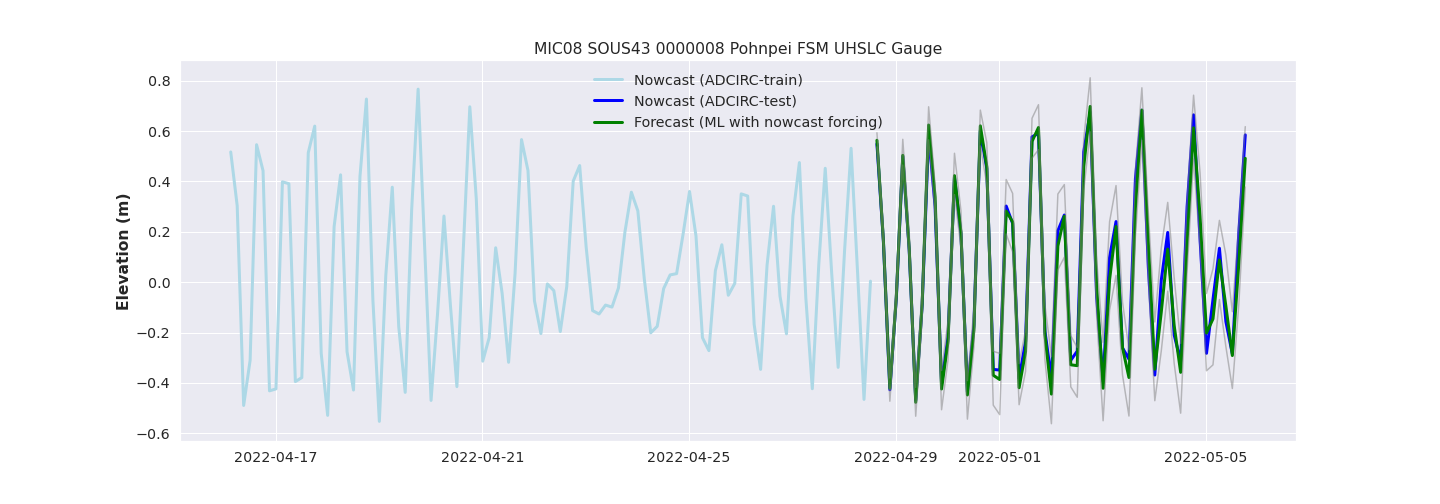 MIC08 SOUS43 0000008 Pohnpei FSM UHSLC Gauge
Nowcast (ADCIRC-train)
Nowcast (ADCIRC-test)
Forecast (ML with nowcast forcing)
Elevation (m)
0.8
0.6
0.4
0.2
0.0
−0.2
−0.4
−0.6
2022-04-17 2022-04-21 2022-04-25 2022-04-29 2022-05-01 2022-05-05